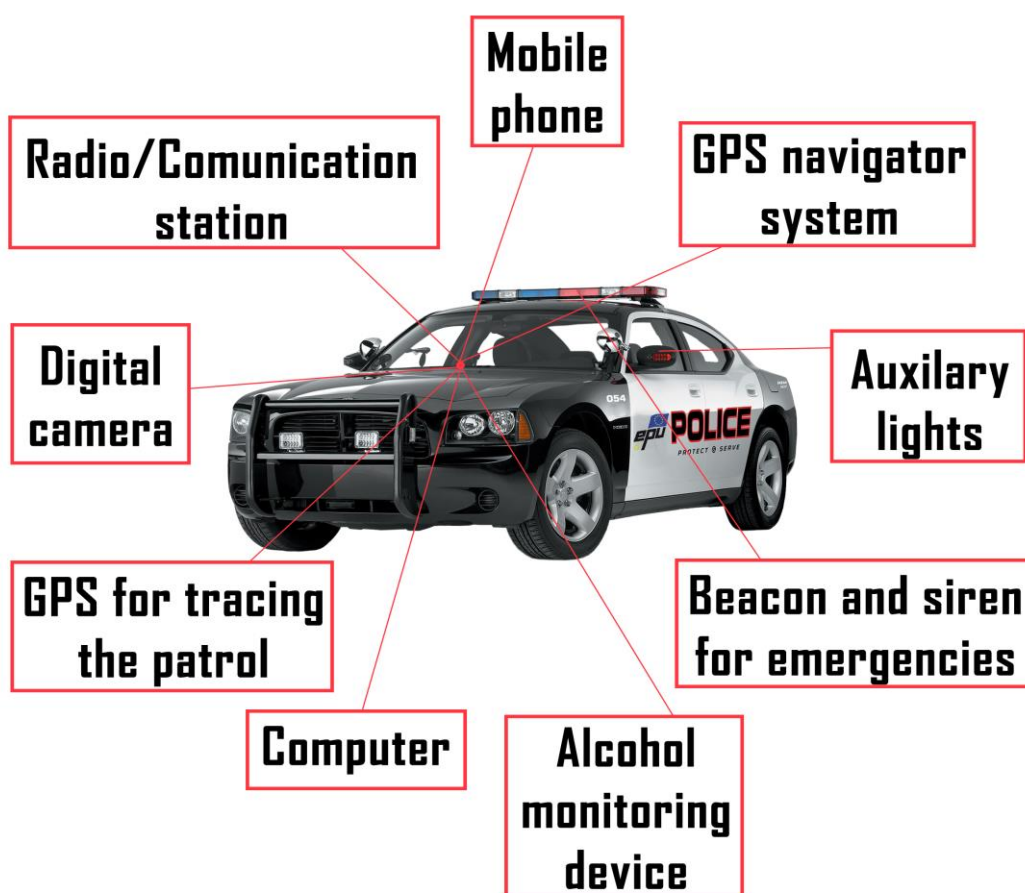 Mobile
phone
Radio/Comunication
station
GPS navigator
system
Digital
camera
Auxilary
lights
054
epu POLICE
PROTECT & SERVE
GPS for tracing
the patrol
Beacon and siren
for emergencies
Computer
Alcohol
monitoring
device